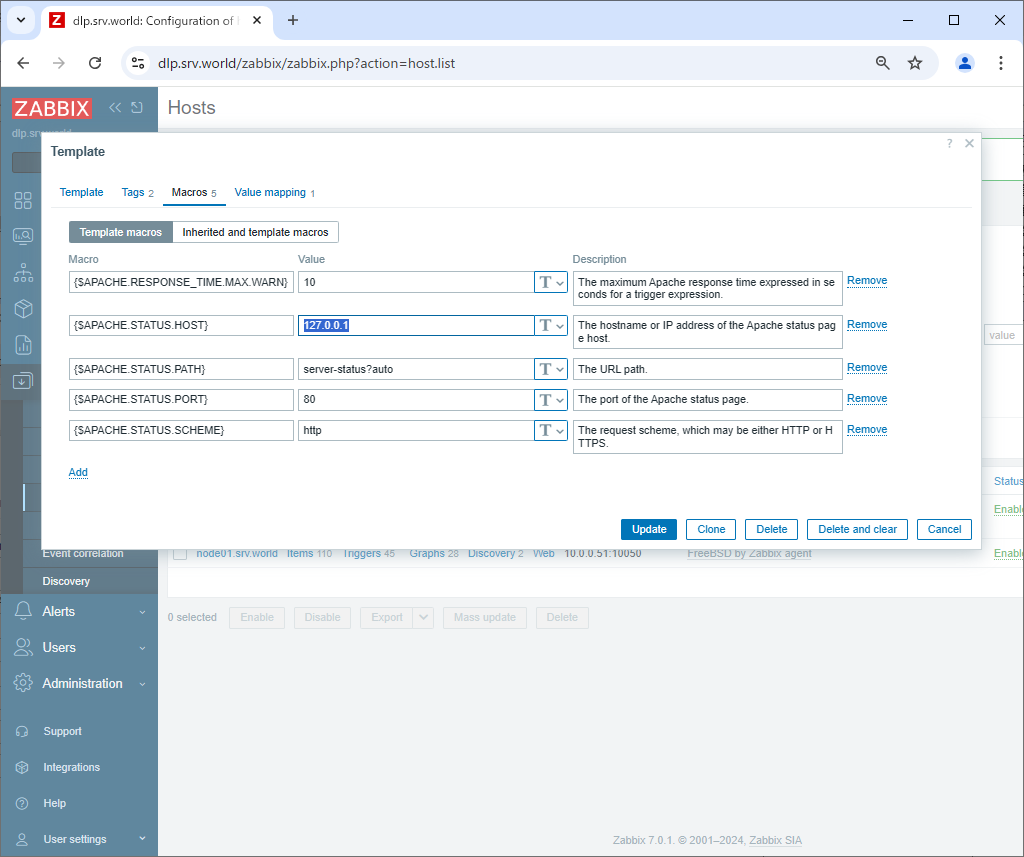 dlp.srv.world: Configuration of
dlp.srv.world/zabbix/zabbix.php?action=host.list
ZABBIX
Hosts
dlp.srv.world
Template
Template Tags 2 Macros 5 Value mapping 1
Template macros Inherited and template macros
Macro Value Description
{$APACHE.RESPONSE_TIME.MAX.WARN} 10 T The maximum Apache response time expressed in se Remove
conds for a trigger expression.
{$APACHE.STATUS.HOST} 127.0.0.1 T The hostname or IP address of the Apache status pag Remove
e host.
value
{$APACHE.STATUS.PATH} server-status?auto T The URL path. Remove
{$APACHE.STATUS.PORT} 80 T The port of the Apache status page. Remove
{$APACHE.STATUS.SCHEME} http T The request scheme, which may be either HTTP or H Remove
TTPS.
Add
Status
Enabl
Update Clone Delete Delete and clear Cancel
Event correlation
node01.srv.world Items 110 Triggers 45 Graphs 28 Discovery 2 Web 10.0.0.51:10050 FreeBSD by Zabbix agent Enabl
Discovery
Alerts
0 selected Enable Disable Export Mass update Delete
Users
Administration
Support
Integrations
Help
User settings
Zabbix 7.0.1. © 2001–2024, Zabbix SIA